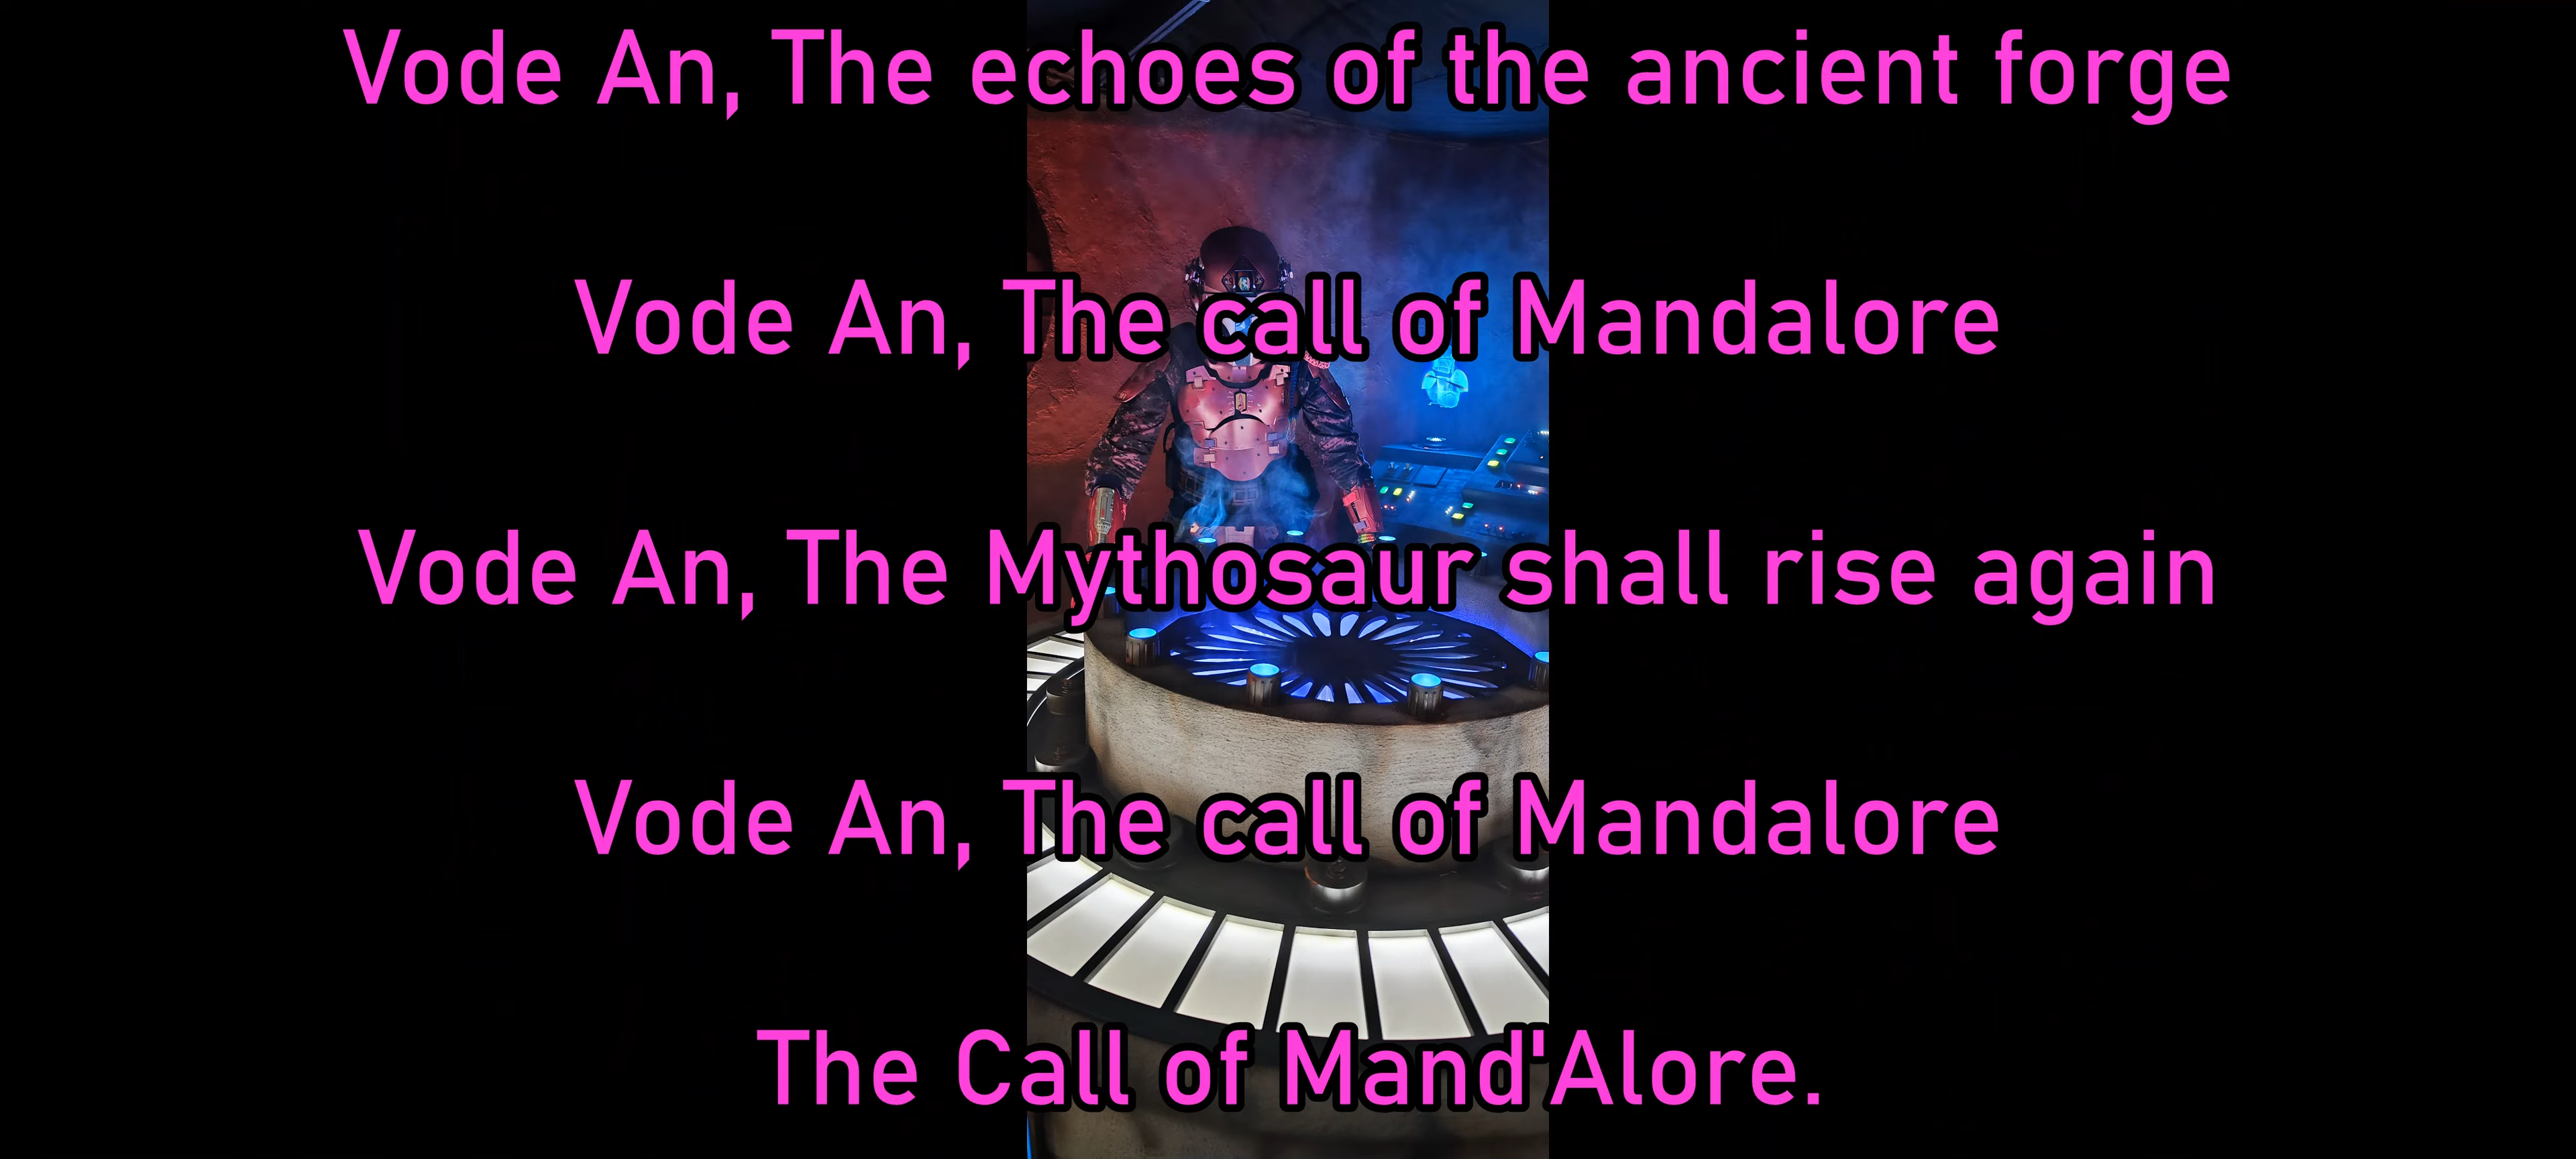 Vode An, The echoes of the ancient forge
Vode An, The call of Mandalore
Vode An, The Mythosaur shall rise again
Vode An, The call of Mandalore
The Call of Mand'Alore.